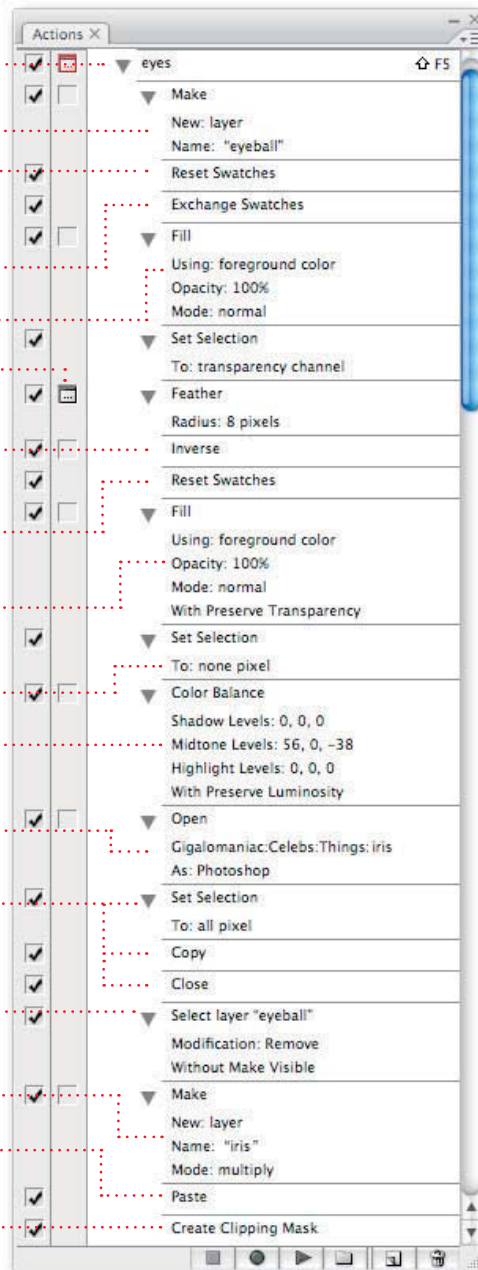 Actions ×
eyes ⇧ F5
Make
New: layer
Name: "eyeball"
Reset Swatches
Exchange Swatches
Fill
Using: foreground color
Opacity: 100%
Mode: normal
Set Selection
To: transparency channel
Feather
Radius: 8 pixels
Inverse
Reset Swatches
Fill
Using: foreground color
Opacity: 100%
Mode: normal
With Preserve Transparency
Set Selection
To: none pixel
Color Balance
Shadow Levels: 0, 0, 0
Midtone Levels: 56, 0, –38
Highlight Levels: 0, 0, 0
With Preserve Luminosity
Open
Gigalomaniac:Celebs:Things:iris
As: Photoshop
Set Selection
To: all pixel
Copy
Close
Select layer "eyeball"
Modification: Remove
Without Make Visible
Make
New: layer
Name: "iris"
Mode: multiply
Paste
Create Clipping Mask